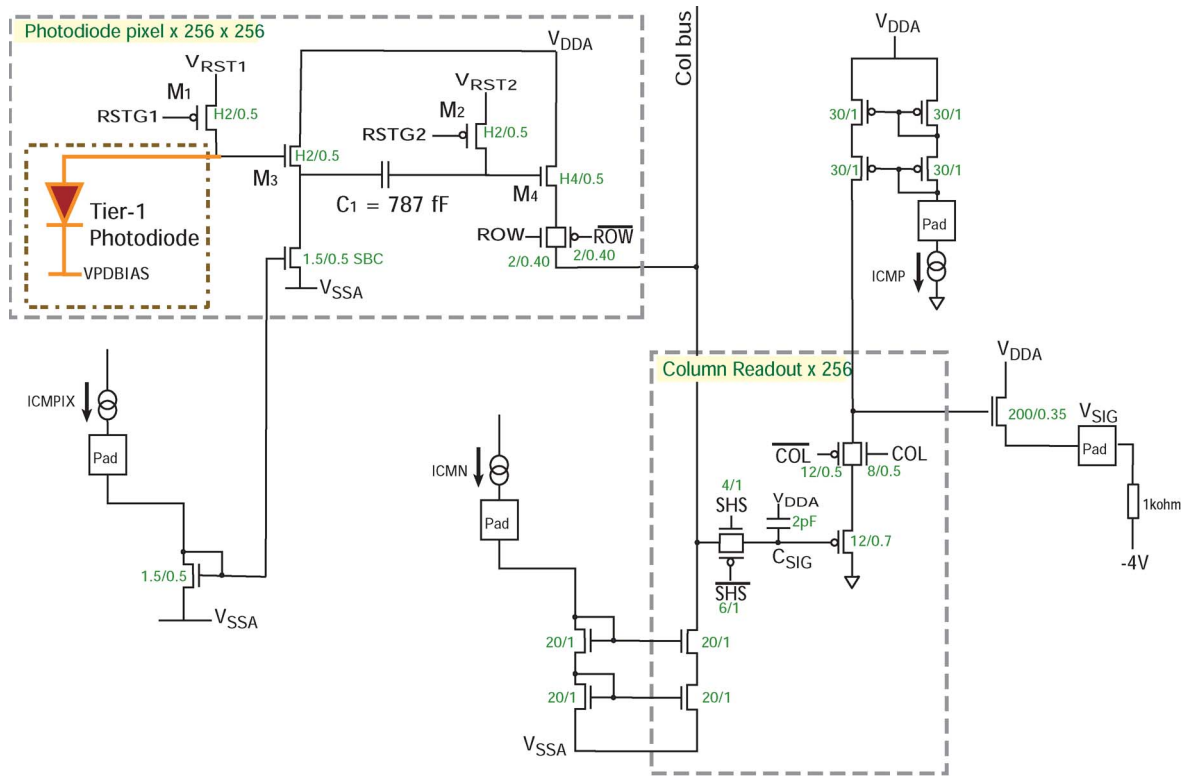 Photodiode pixel x 256 x 256
VRST1
M1
RSTG1
H2/0.5
VDDA
VRST2
M2
RSTG2
H2/0.5
H2/0.5
M3
C1 = 787 fF
M4
H4/0.5
Tier-1
Photodiode
VPDBIAS
ROW
ROW
2/0.40
2/0.40
1.5/0.5 SBC
VSSA
Col bus
VDDA
30/1
30/1
30/1
30/1
Pad
ICMP
Column Readout x 256
VDDA
200/0.35
VSIG
Pad
1kohm
-4V
COL
COL
12/0.5
8/0.5
4/1
SHS
VDDA
2pF
CSIG
12/0.7
SHS
6/1
ICMPIX
Pad
1.5/0.5
VSSA
ICMN
Pad
20/1
20/1
20/1
20/1
VSSA